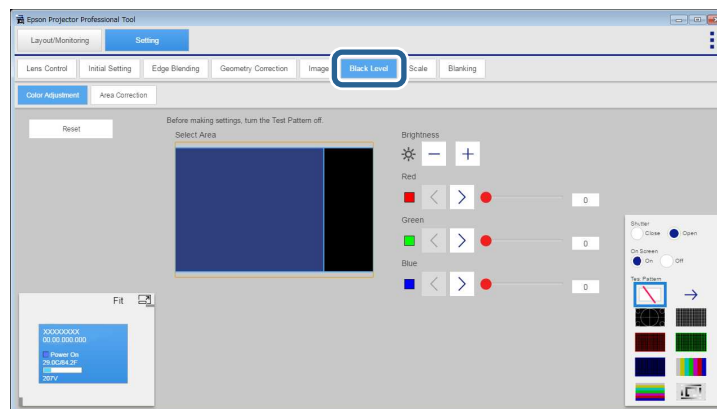 Epson Projector Professional Tool
Layout/Monitoring Setting
Lens Control Initial Setting Edge Blending Geometry Correction Image Black Level Scale Blanking
Color Adjustment Area Correction
Reset
Before making settings, turn the Test Pattern off.
Select Area
Brightness
Red
0
Green
0
Blue
0
Shutter
Close Open
On Screen
On Off
Test Pattern
Fit
XXXXXXXX
00.00.000.000
Power On
29.0C/84.2F
207V